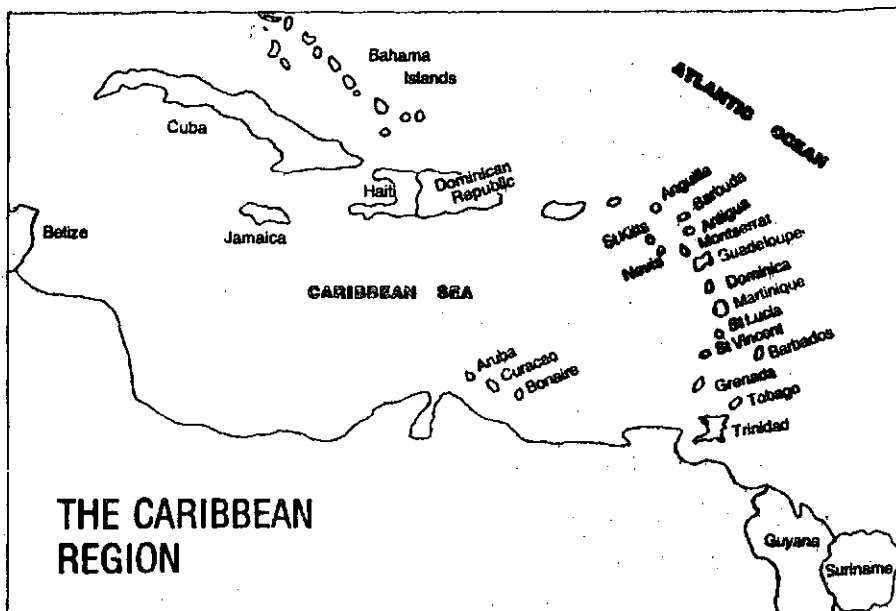 Bahama
Islands
ATLANTIC OCEAN
Cuba
Haiti
Dominican
Republic
Anguilla
Barbuda
St.Kitts
Antigua
Belize
Jamaica
Montserrat
Nevis
Guadeloupe
CARIBBEAN SEA
Dominica
Martinique
St Lucia
St Vincent
Barbados
Aruba
Curacao
Bonaire
Grenada
Tobago
Trinidad
THE CARIBBEAN
REGION
Guyana
Suriname